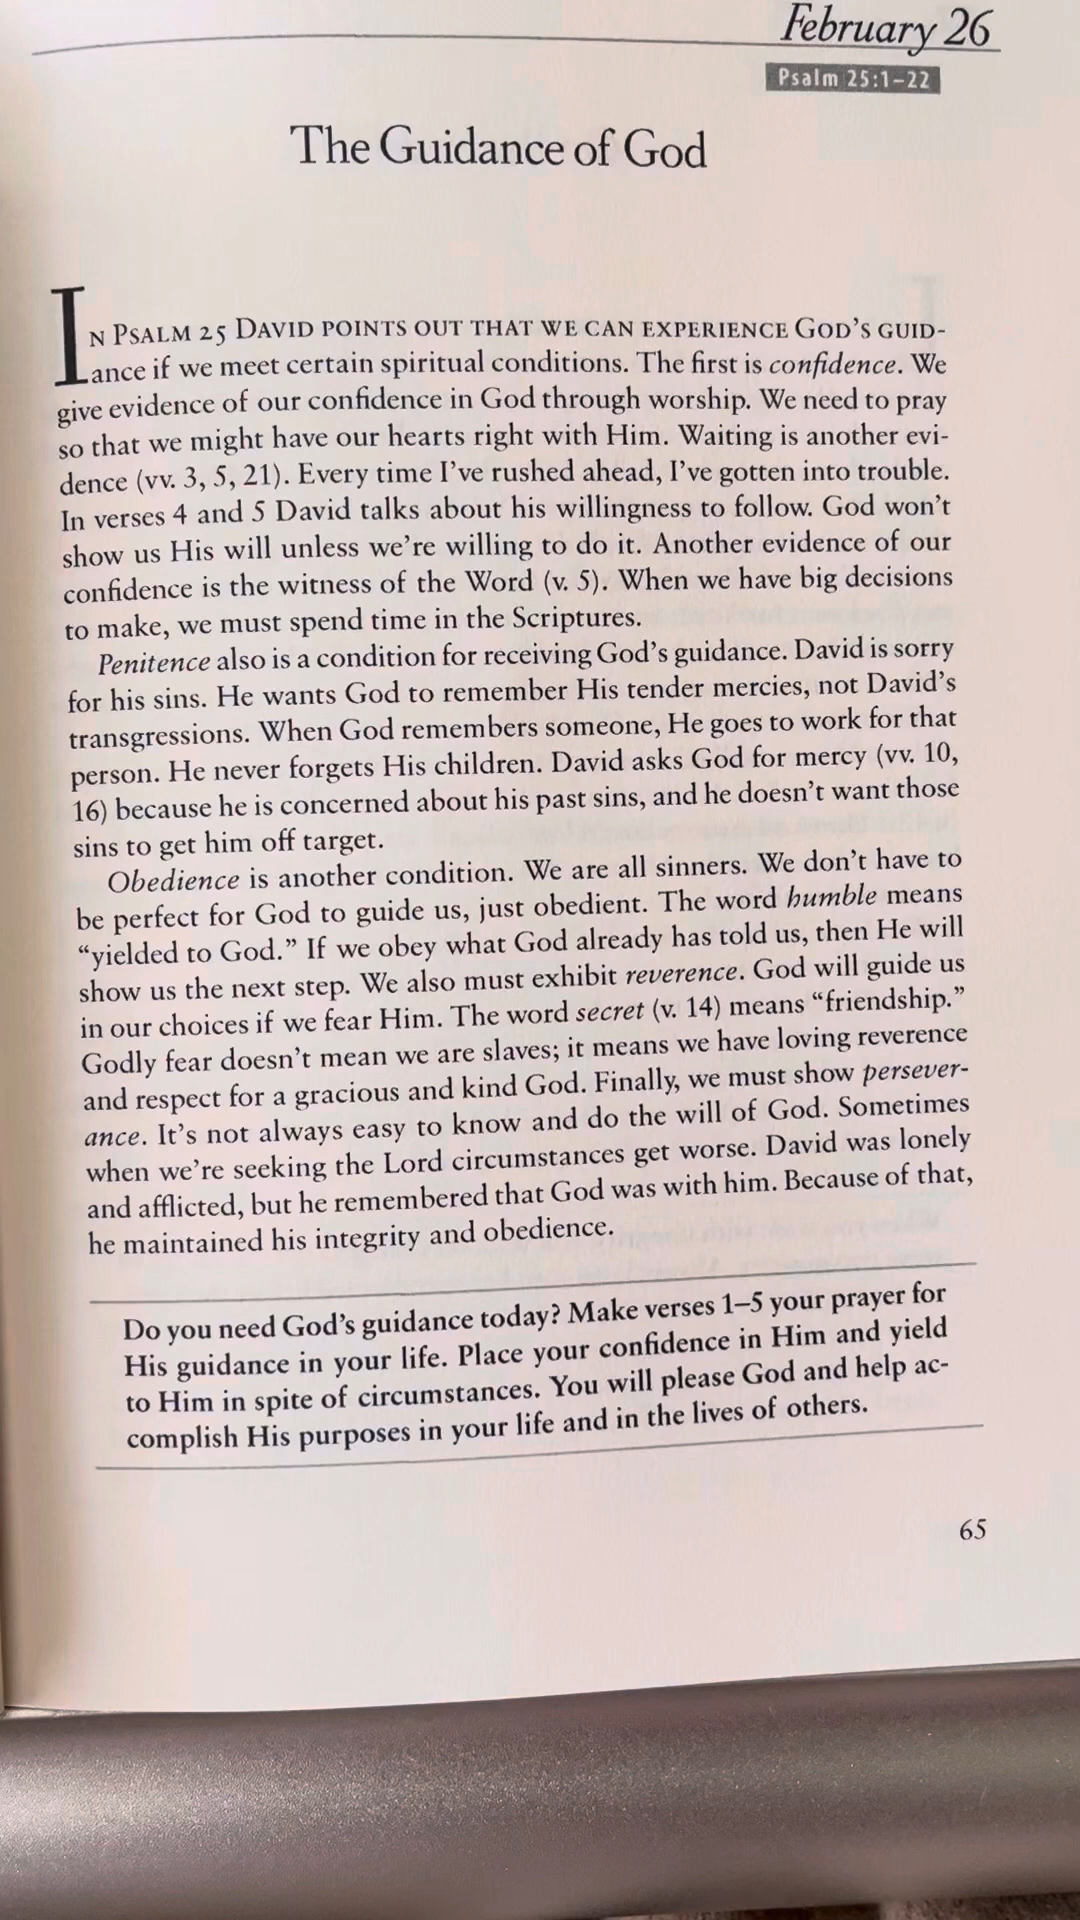 February 26
Psalm 25:1–22
The Guidance of God
IN PSALM 25 DAVID POINTS OUT THAT WE CAN EXPERIENCE GOD'S GUID-
ance if we meet certain spiritual conditions. The first is confidence. We
give evidence of our confidence in God through worship. We need to pray
so that we might have our hearts right with Him. Waiting is another evi-
dence (vv. 3, 5, 21). Every time I've rushed ahead, I've gotten into trouble.
In verses 4 and 5 David talks about his willingness to follow. God won't
show us His will unless we're willing to do it. Another evidence of our
confidence is the witness of the Word (v. 5). When we have big decisions
to make, we must spend time in the Scriptures.
Penitence also is a condition for receiving God's guidance. David is sorry
for his sins. He wants God to remember His tender mercies, not David's
transgressions. When God remembers someone, He goes to work for that
person. He never forgets His children. David asks God for mercy (vv. 10,
16) because he is concerned about his past sins, and he doesn't want those
sins to get him off target.
Obedience is another condition. We are all sinners. We don't have to
be perfect for God to guide us, just obedient. The word humble means
“yielded to God.” If we obey what God already has told us, then He will
show us the next step. We also must exhibit reverence. God will guide us
in our choices if we fear Him. The word secret (v. 14) means “friendship.”
Godly fear doesn't mean we are slaves; it means we have loving reverence
and respect for a gracious and kind God. Finally, we must show persever-
ance. It's not always easy to know and do the will of God. Sometimes
when we're seeking the Lord circumstances get worse. David was lonely
and afflicted, but he remembered that God was with him. Because of that,
he maintained his integrity and obedience.
Do you need God's guidance today? Make verses 1–5 your prayer for
His guidance in your life. Place your confidence in Him and yield
to Him in spite of circumstances. You will please God and help ac-
complish His purposes in your life and in the lives of others.
65